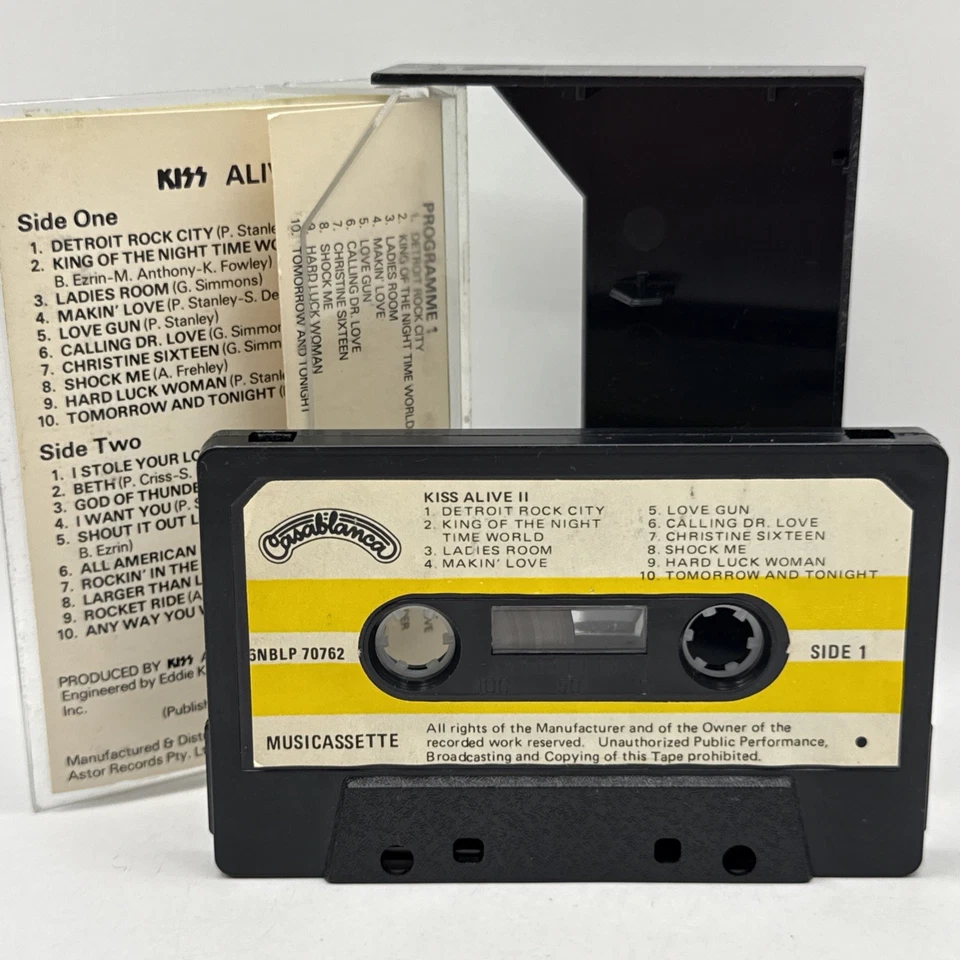 KISS ALIV
Side One
1. DETROIT ROCK CITY (P. Stanle
2. KING OF THE NIGHT TIME WO
B. Ezrin-M. Anthony-K. Fowley)
3. LADIES ROOM (G. Simmons)
4. MAKIN' LOVE (P. Stanley-S. De
5. LOVE GUN (P. Stanley)
6. CALLING DR. LOVE (G. Simmon
7. CHRISTINE SIXTEEN (G. Simm
8. SHOCK ME (A. Frehley)
9. HARD LUCK WOMAN (P. Stanl
10. TOMORROW AND TONIGHT (
Side Two
1. I STOLE YOUR LO
2. BETH (P. Criss-S.
3. GOD OF THUNDE
4. I WANT YOU (P. S
5. SHOUT IT OUT L
B. Ezrin)
6. ALL AMERICAN
7. ROCKIN' IN THE
8. LARGER THAN L
9. ROCKET RIDE (A
10. ANY WAY YOU W
PRODUCED BY KISS A
Engineered by Eddie K
Inc.
(Publish
Manufactured & Distr
Astor Records Pty. Lt
PROGRAMME 1
1. DETROIT ROCK CITY
2. KING OF THE NIGHT TIME WORLD
3. LADIES ROOM
4. MAKIN' LOVE
5. LOVE GUN
6. CALLING DR. LOVE
7. CHRISTINE SIXTEEN
8. SHOCK ME
9. HARD LUCK WOMAN
10. TOMORROW AND TONIGHT
Casablanca
KISS ALIVE II
1 DETROIT ROCK CITY
2. KING OF THE NIGHT
TIME WORLD
3. LADIES ROOM
4. MAKIN' LOVE
5. LOVE GUN
6. CALLING DR. LOVE
7. CHRISTINE SIXTEEN
8. SHOCK ME
9. HARD LUCK WOMAN
10. TOMORROW AND TONIGHT
6NBLP 70762
SIDE 1
MUSICASSETTE
All rights of the Manufacturer and of the Owner of the
recorded work reserved. Unauthorized Public Performance,
Broadcasting and Copying of this Tape prohibited.